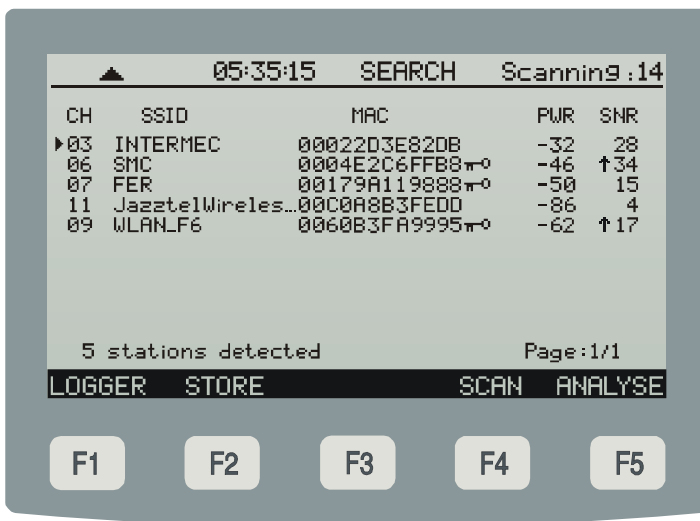 ▲ 05:35:15 SEARCH Scanning :14
CH SSID MAC PWR SNR
▶03 INTERMEC 00022D3E82DB -32 28
06 SMC 0004E2C6FFB8 -46 ↑34
07 FER 00179A119888 -50 15
11 JazztelWireles…00C0A8B3FEDD -86 4
09 WLAN_F6 0060B3FA9995 -62 ↑17
5 stations detected Page:1/1
LOGGER STORE SCAN ANALYSE
F1 F2 F3 F4 F5